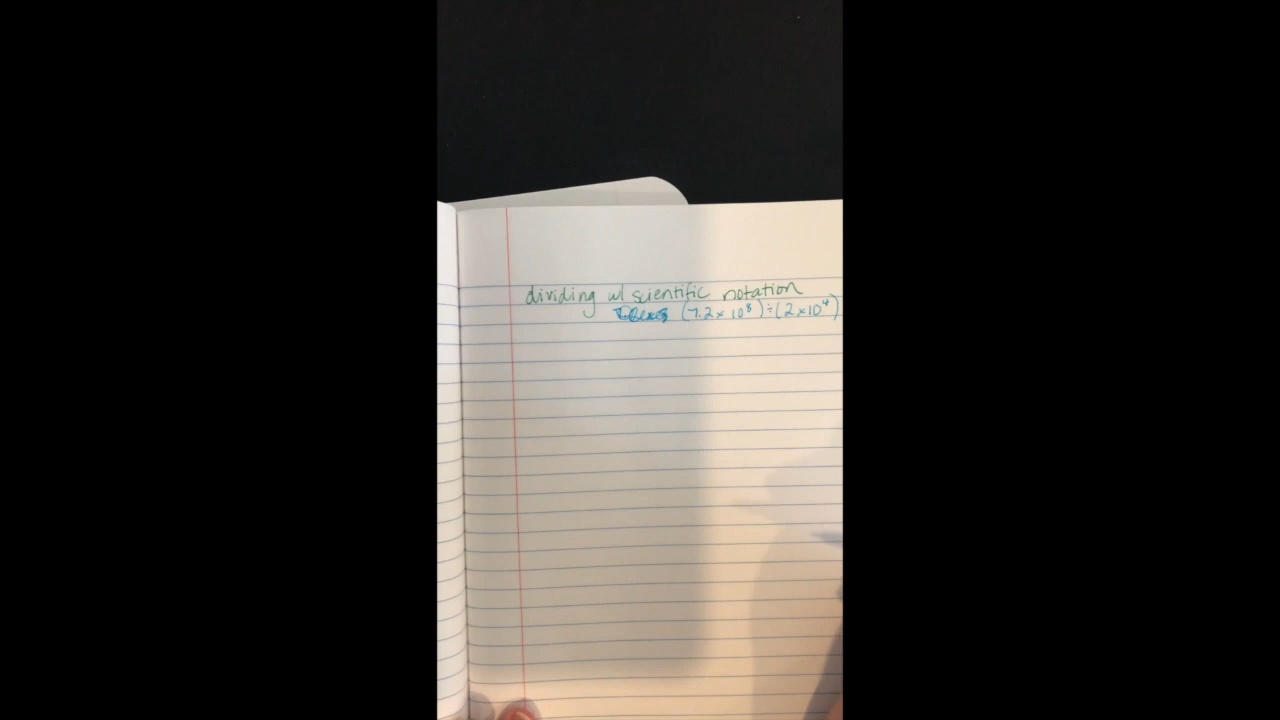 dividing w/ scientific notation
(7.2 × 10⁸) ÷ (2 × 10⁴)